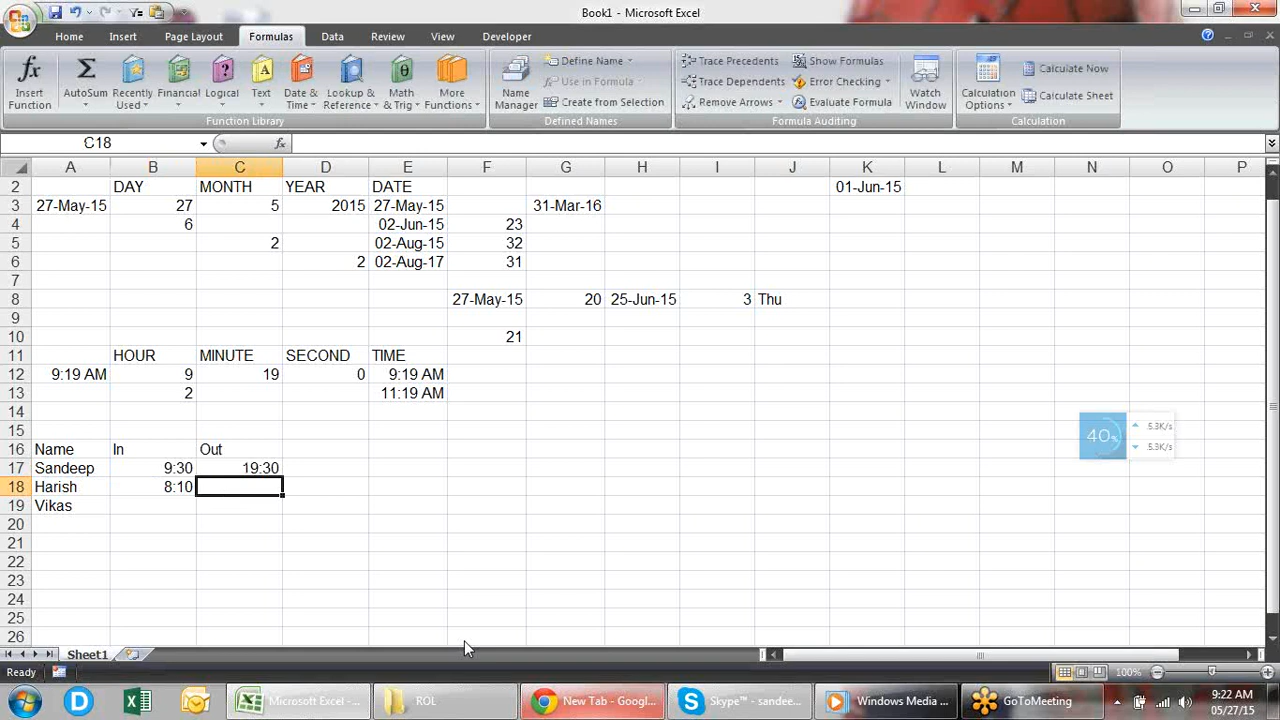 Book1 - Microsoft Excel
Home Insert Page Layout Formulas Data Review View Developer
Insert Function
AutoSum
Recently Used
Financial
Logical
Text
Date & Time
Lookup & Reference
Math & Trig
More Functions
Function Library
Name Manager
Define Name
Use in Formula
Create from Selection
Defined Names
Trace Precedents
Trace Dependents
Remove Arrows
Show Formulas
Error Checking
Evaluate Formula
Formula Auditing
Watch Window
Calculation Options
Calculate Now
Calculate Sheet
Calculation
C18
A B C D E F G H I J K L M N O P
2 DAY MONTH YEAR DATE 01-Jun-15
3 27-May-15 27 5 2015 27-May-15 31-Mar-16
4 6 02-Jun-15 23
5 2 02-Aug-15 32
6 2 02-Aug-17 31
7
8 27-May-15 20 25-Jun-15 3 Thu
9
10 21
11 HOUR MINUTE SECOND TIME
12 9:19 AM 9 19 0 9:19 AM
13 2 11:19 AM
14
15
16 Name In Out
17 Sandeep 9:30 19:30
18 Harish 8:10
19 Vikas
20
21
22
23
24
25
26
40% 5.3K/s
5.3K/s
Sheet1
Ready 100%
Microsoft Excel - ... ROL New Tab - Googl... Skype™ - sandee... Windows Media ... GoToMeeting 9:22 AM
05/27/15